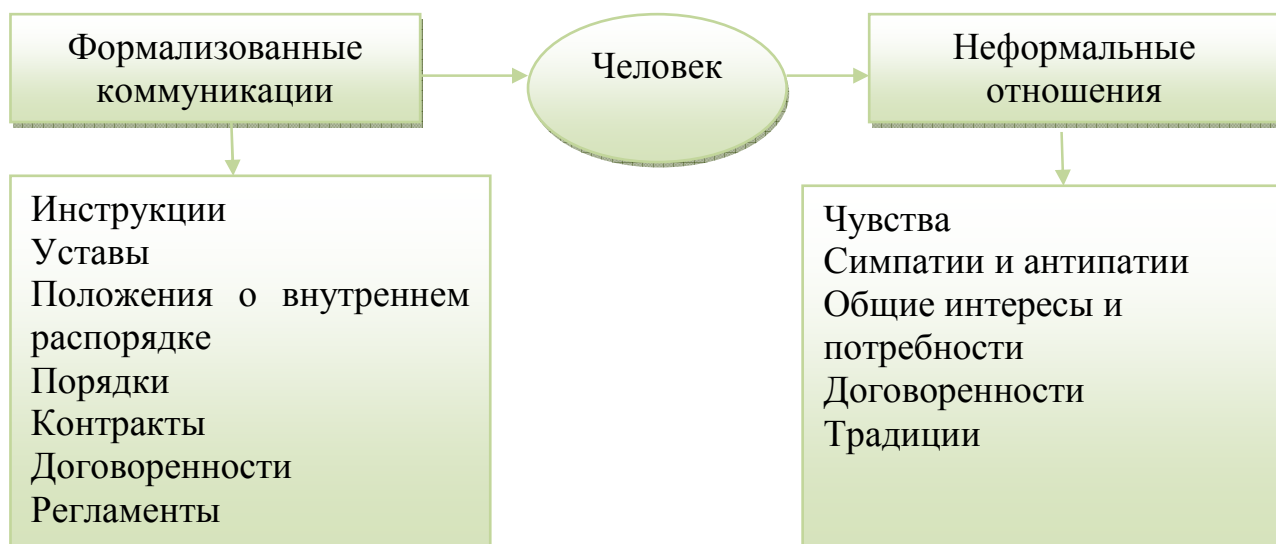 Формализованные
коммуникации
Человек
Неформальные
отношения
Инструкции
Уставы
Положения о внутреннем
распорядке
Порядки
Контракты
Договоренности
Регламенты
Чувства
Симпатии и антипатии
Общие интересы и
потребности
Договоренности
Традиции